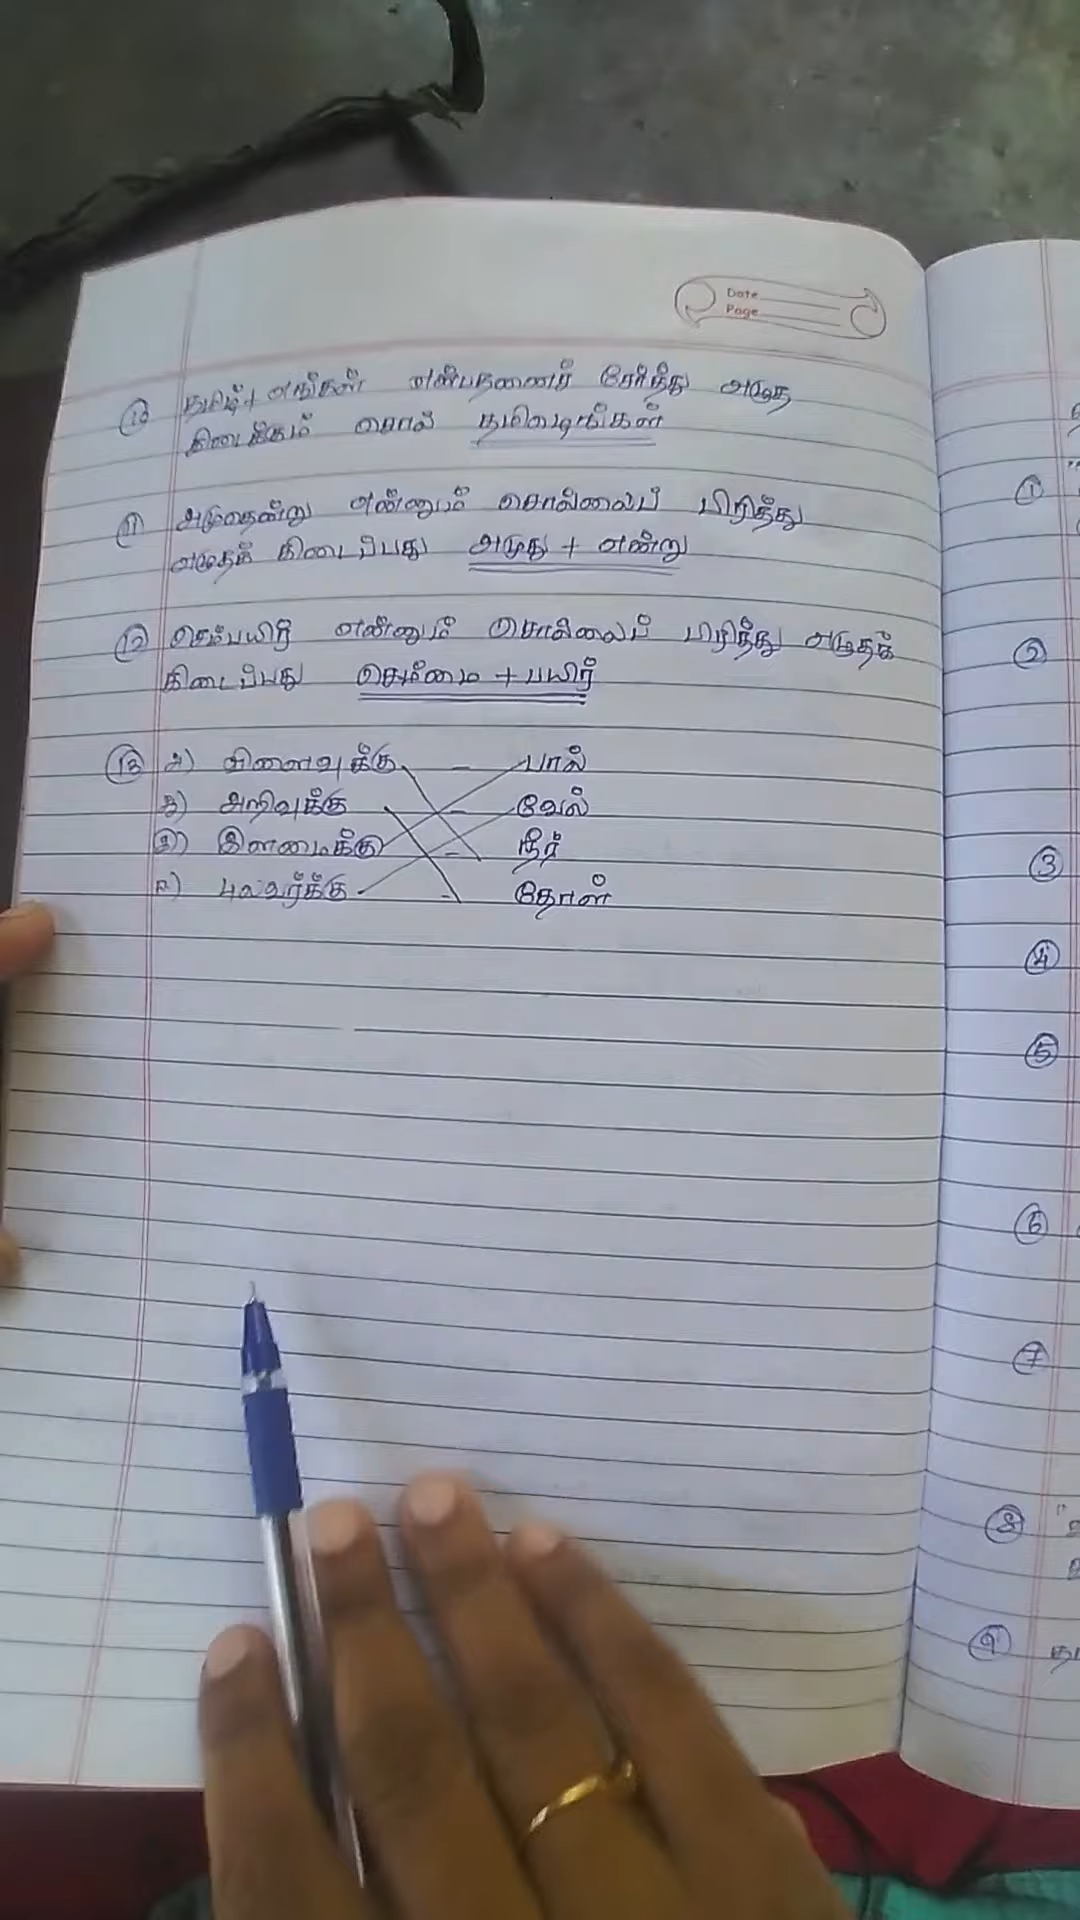 Date
Page
10 தமிழ் + எங்கள் என்பதனைச் சேர்த்து எழுத
கிடைக்கும் சொல் தமிழெங்கள்
11 அமுதென்று என்னும் சொல்லைப் பிரித்து
எழுதக் கிடைப்பது அமுது + என்று
12 செம்பயிர் என்னும் சொல்லைப் பிரித்து எழுதக்
கிடைப்பது செம்மை + பயிர்
13 அ) விளைவுக்கு - பால்
ஆ) அறிவுக்கு - வேல்
இ) இளமைக்கு - நீர்
ஈ) புலவர்க்கு - தோள்
1
2
3
4
5
6
7
8
9